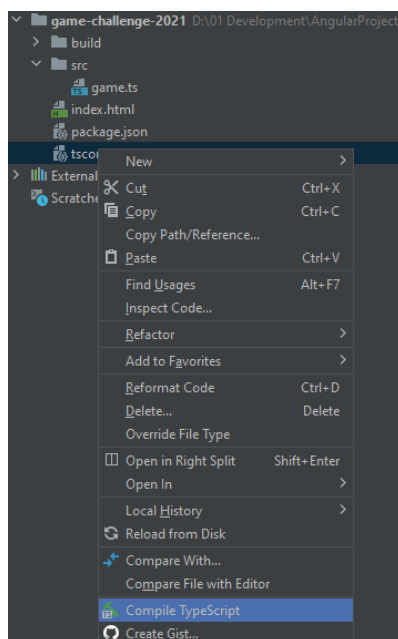 game-challenge-2021 D:\01 Development\AngularProject
build
src
game.ts
index.html
package.json
New
Cut Ctrl+X
Copy Ctrl+C
Copy Path/Reference...
Paste Ctrl+V
Find Usages Alt+F7
Inspect Code...
Refactor
Add to Favorites
Reformat Code Ctrl+D
Delete... Delete
Override File Type
Open in Right Split Shift+Enter
Open In
Local History
Reload from Disk
Compare With...
Compare File with Editor
Compile TypeScript
Create Gist...
External